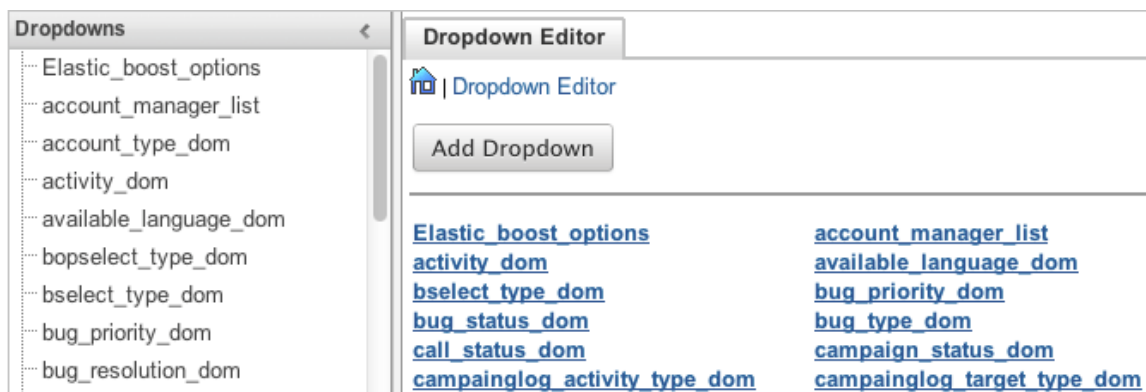 Dropdowns
Elastic_boost_options
account_manager_list
account_type_dom
activity_dom
available_language_dom
bopselect_type_dom
bselect_type_dom
bug_priority_dom
bug_resolution_dom
Dropdown Editor
| Dropdown Editor
Add Dropdown
Elastic_boost_options account_manager_list
activity_dom available_language_dom
bselect_type_dom bug_priority_dom
bug_status_dom bug_type_dom
call_status_dom campaign_status_dom
campainglog_activity_type_dom campainglog_target_type_dom